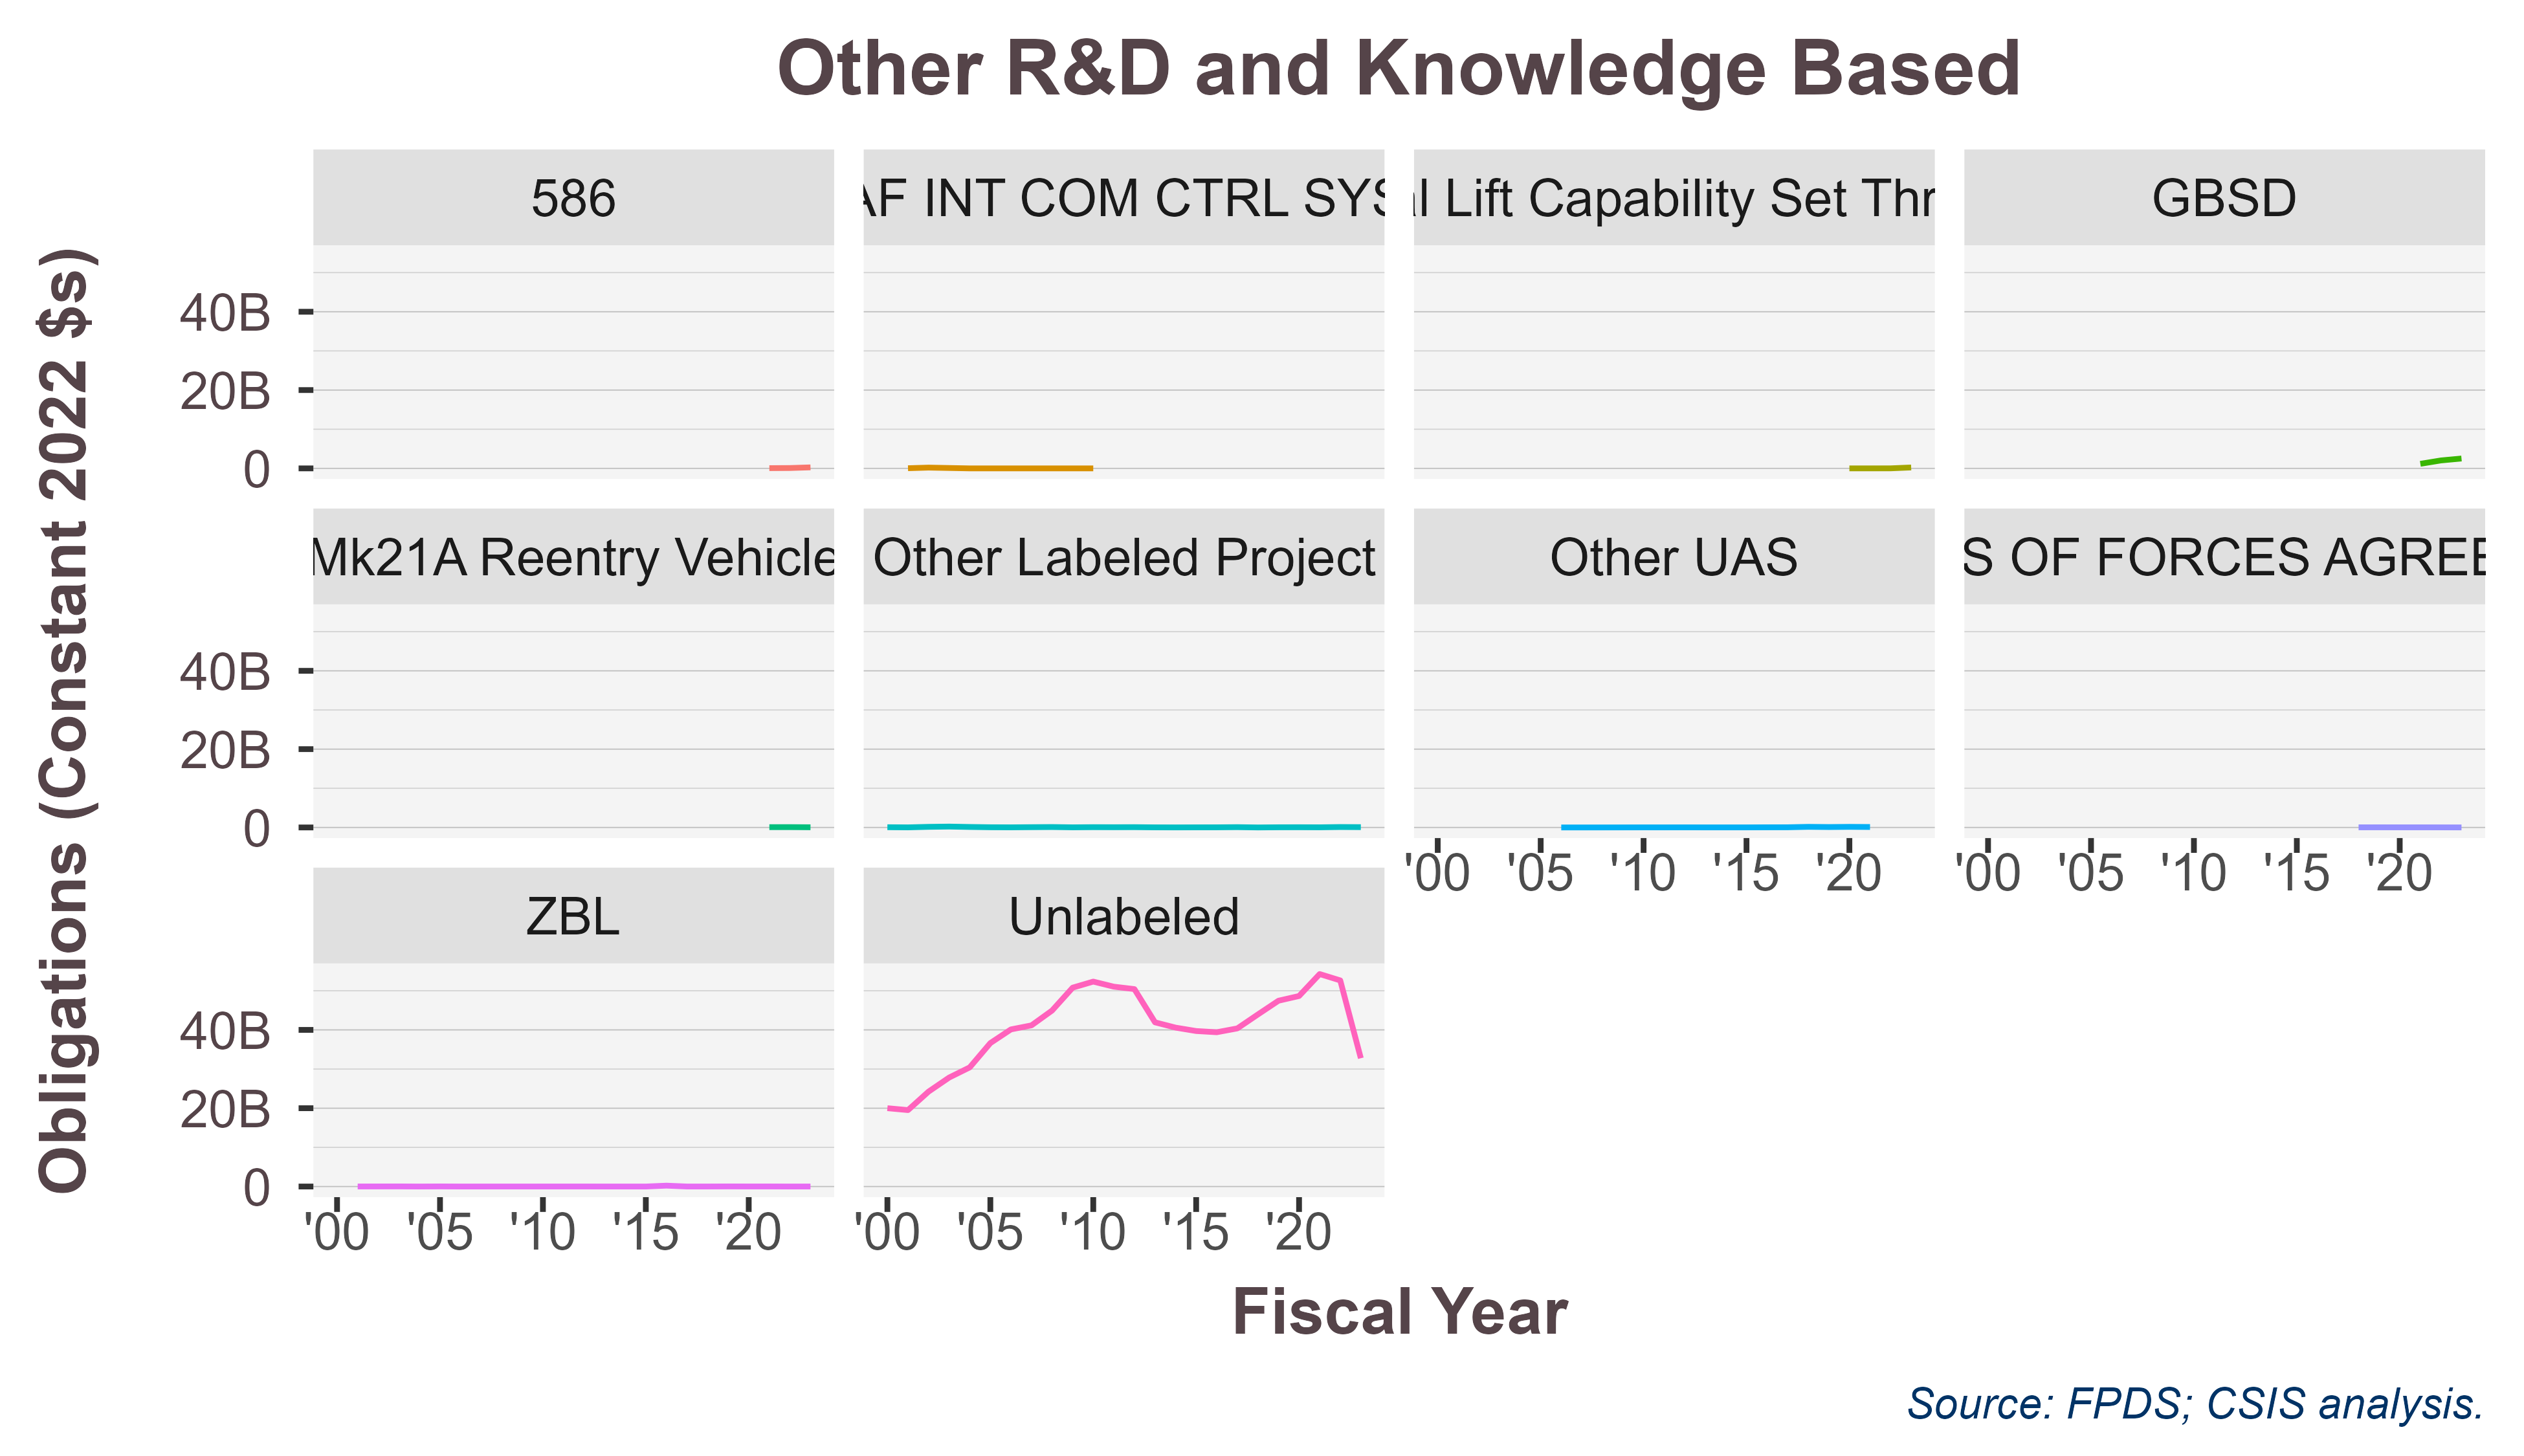 Other R&D and Knowledge Based
Obligations (Constant 2022 $s)
586
AF INT COM CTRL SYS
Lift Capability Set Thr
GBSD
40B
20B
0
Mk21A Reentry Vehicle
Other Labeled Project
Other UAS
S OF FORCES AGREE
40B
20B
0
'00 '05 '10 '15 '20
'00 '05 '10 '15 '20
ZBL
Unlabeled
40B
20B
0
'00 '05 '10 '15 '20
'00 '05 '10 '15 '20
Fiscal Year
Source: FPDS; CSIS analysis.